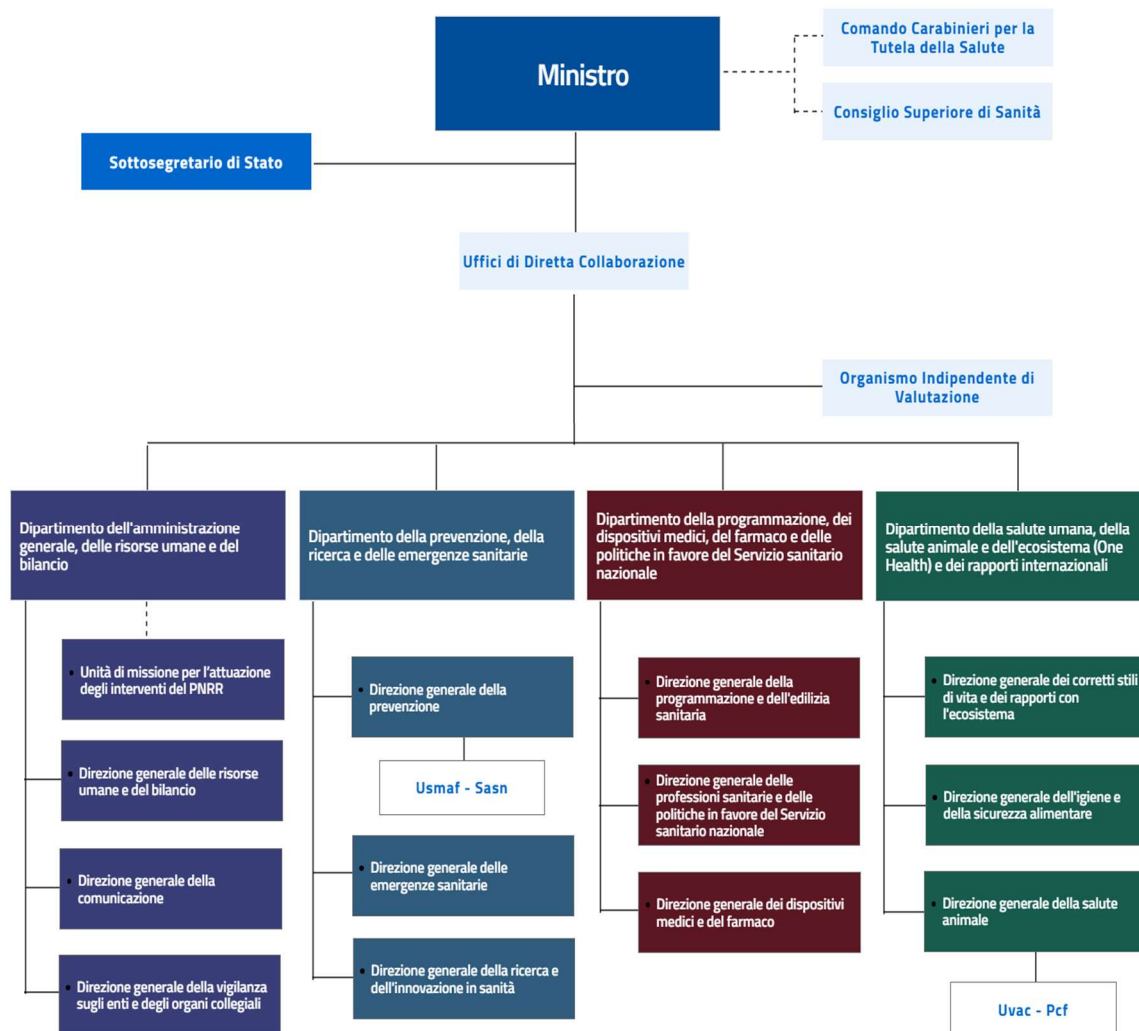 Ministro
Comando Carabinieri per la
Tutela della Salute
Consiglio Superiore di Sanità
Sottosegretario di Stato
Uffici di Diretta Collaborazione
Organismo Indipendente di
Valutazione
Dipartimento dell'amministrazione
generale, delle risorse umane e del
bilancio
Dipartimento della prevenzione, della
ricerca e delle emergenze sanitarie
Dipartimento della programmazione, dei
dispositivi medici, del farmaco e delle
politiche in favore del Servizio sanitario
nazionale
Dipartimento della salute umana, della
salute animale e dell'ecosistema (One
Health) e dei rapporti internazionali
• Unità di missione per l'attuazione
degli interventi del PNRR
• Direzione generale delle risorse
umane e del bilancio
• Direzione generale della
comunicazione
• Direzione generale della vigilanza
sugli enti e degli organi collegiali
• Direzione generale della
prevenzione
Usmaf - Sasn
• Direzione generale delle
emergenze sanitarie
• Direzione generale della ricerca e
dell'innovazione in sanità
• Direzione generale della
programmazione e dell'edilizia
sanitaria
• Direzione generale delle
professioni sanitarie e delle
politiche in favore del Servizio
sanitario nazionale
• Direzione generale dei dispositivi
medici e del farmaco
• Direzione generale dei corretti stili
di vita e dei rapporti con
l'ecosistema
• Direzione generale dell'igiene e
della sicurezza alimentare
• Direzione generale della salute
animale
Uvac - Pcf